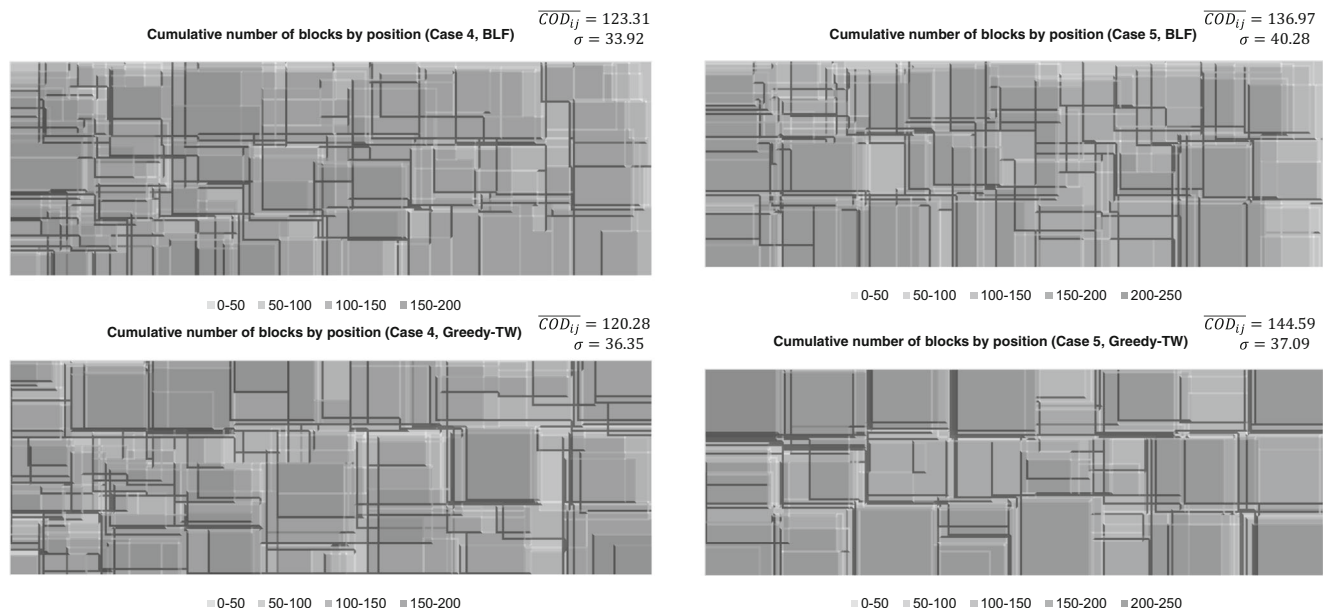 Cumulative number of blocks by position (Case 4, BLF)
$\overline{COD_{ij}}$ = 123.31
σ = 33.92
0-50 50-100 100-150 150-200
Cumulative number of blocks by position (Case 5, BLF)
$\overline{COD_{ij}}$ = 136.97
σ = 40.28
0-50 50-100 100-150 150-200 200-250
Cumulative number of blocks by position (Case 4, Greedy-TW)
$\overline{COD_{ij}}$ = 120.28
σ = 36.35
0-50 50-100 100-150 150-200
Cumulative number of blocks by position (Case 5, Greedy-TW)
$\overline{COD_{ij}}$ = 144.59
σ = 37.09
0-50 50-100 100-150 150-200 200-250